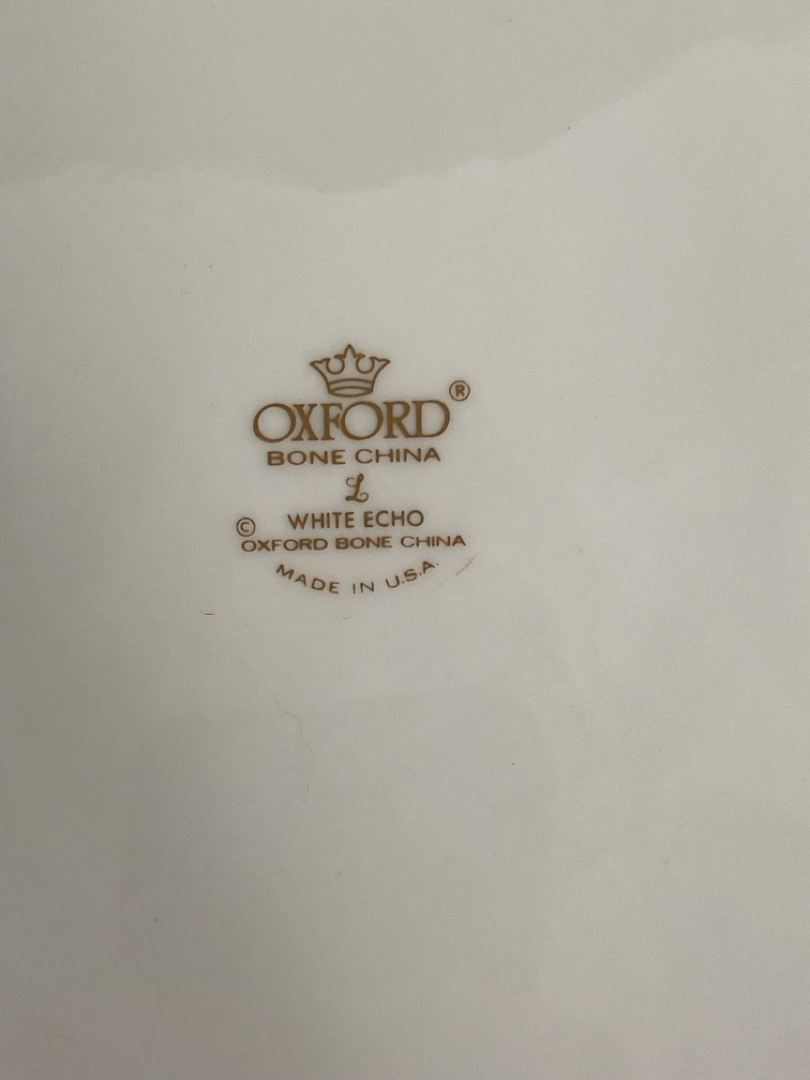 OXFORD®
BONE CHINA
L
© WHITE ECHO
OXFORD BONE CHINA
MADE IN U.S.A.